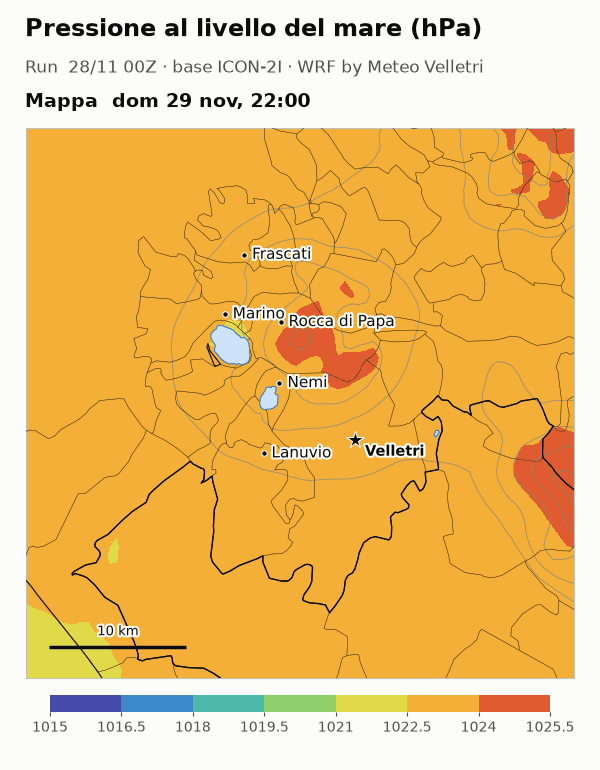 Pressione al livello del mare (hPa)
Run  28/11 00Z · base ICON-2I · WRF by Meteo Velletri
Mappa  dom 29 nov, 22:00
Frascati
Marino
Rocca di Papa
Nemi
Velletri
Lanuvio
10 km
1015 1016.5 1018 1019.5 1021 1022.5 1024 1025.5